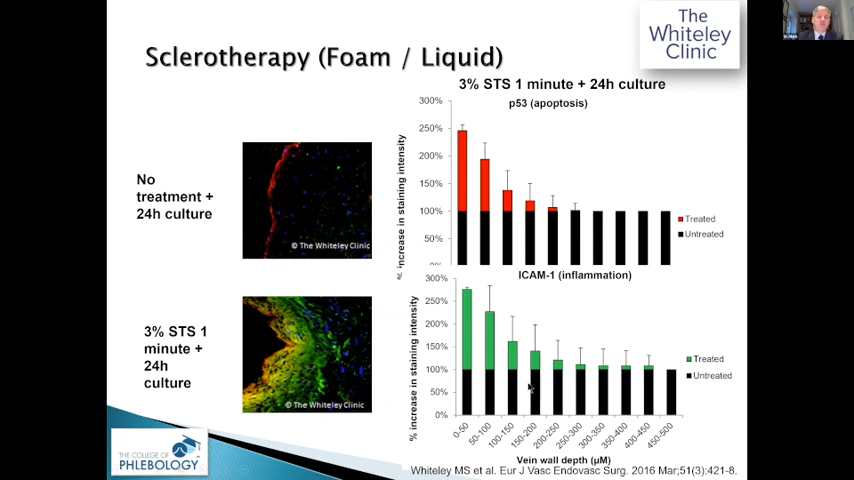 The
Whiteley
Clinic
Sclerotherapy (Foam / Liquid)
3% STS 1 minute + 24h culture
p53 (apoptosis)
% increase in staining intensity
300%
250%
200%
150%
100%
50%
0%
Treated
Untreated
No
treatment +
24h culture
© The Whiteley Clinic
3% STS 1
minute +
24h
culture
© The Whiteley Clinic
ICAM-1 (inflammation)
% increase in staining intensity
300%
250%
200%
150%
100%
50%
0%
Treated
Untreated
0-50
50-100
100-150
150-200
200-250
250-300
300-350
350-400
400-450
450-500
Vein wall depth (µM)
Whiteley MS et al. Eur J Vasc Endovasc Surg. 2016 Mar;51(3):421-8.
THE COLLEGE OF
PHLEBOLOGY